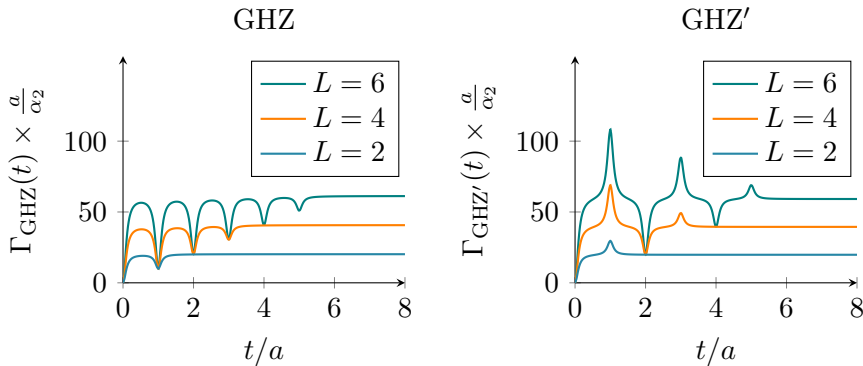 GHZ
Γ_GHZ(t) × a/α₂
100
50
0
0 2 4 6 8
t/a
L = 6
L = 4
L = 2
GHZ′
Γ_GHZ′(t) × a/α₂
100
50
0
0 2 4 6 8
t/a
L = 6
L = 4
L = 2